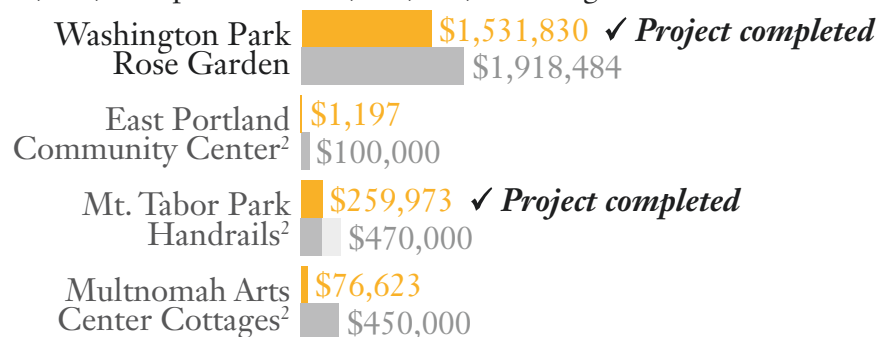 Washington Park $1,531,830 ✓ Project completed
Rose Garden $1,918,484
East Portland $1,197
Community Center² $100,000
Mt. Tabor Park $259,973 ✓ Project completed
Handrails² $470,000
Multnomah Arts $76,623
Center Cottages² $450,000